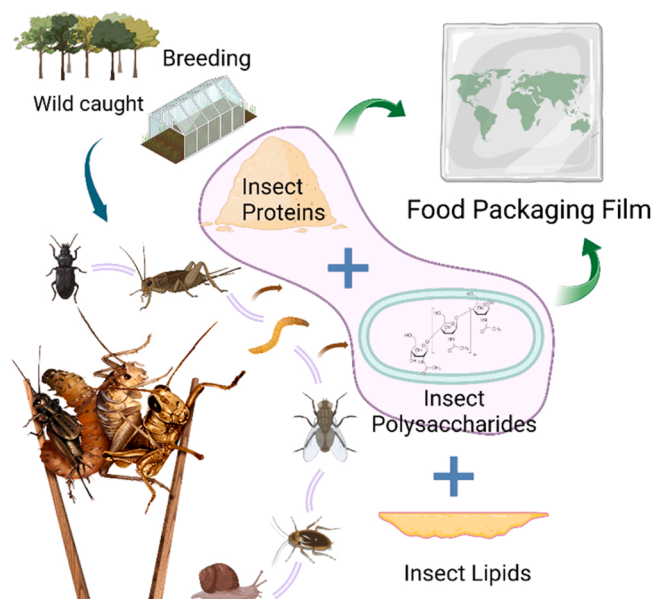 Breeding
Wild caught
Insect
Proteins
Food Packaging Film
Insect
Polysaccharides
Insect Lipids